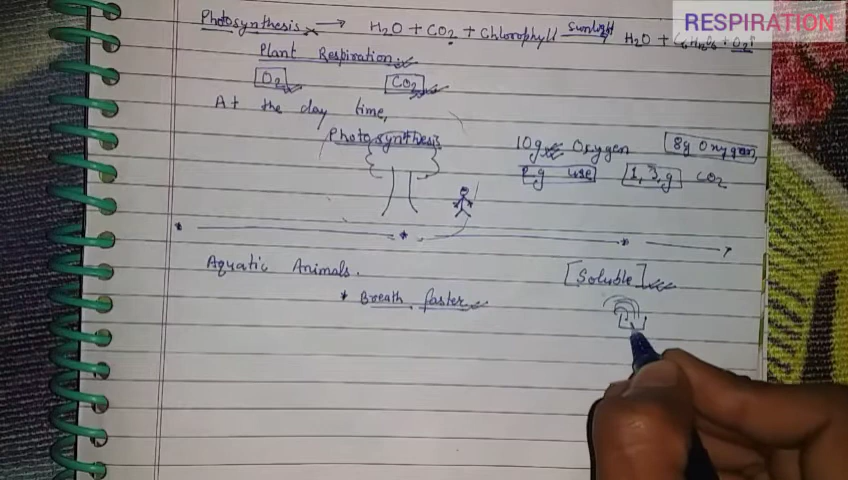 RESPIRATION
Photosynthesis → H2O + CO2 + Chlorophyll Sunlight H2O + C6H12O6 + O2↑
Plant Respiration
O2 CO2
At the day time,
Photosynthesis
10g Oxygen 8g Oxygen
2g use 1,3,g CO2
Aquatic Animals.
[Soluble]
* Breath faster